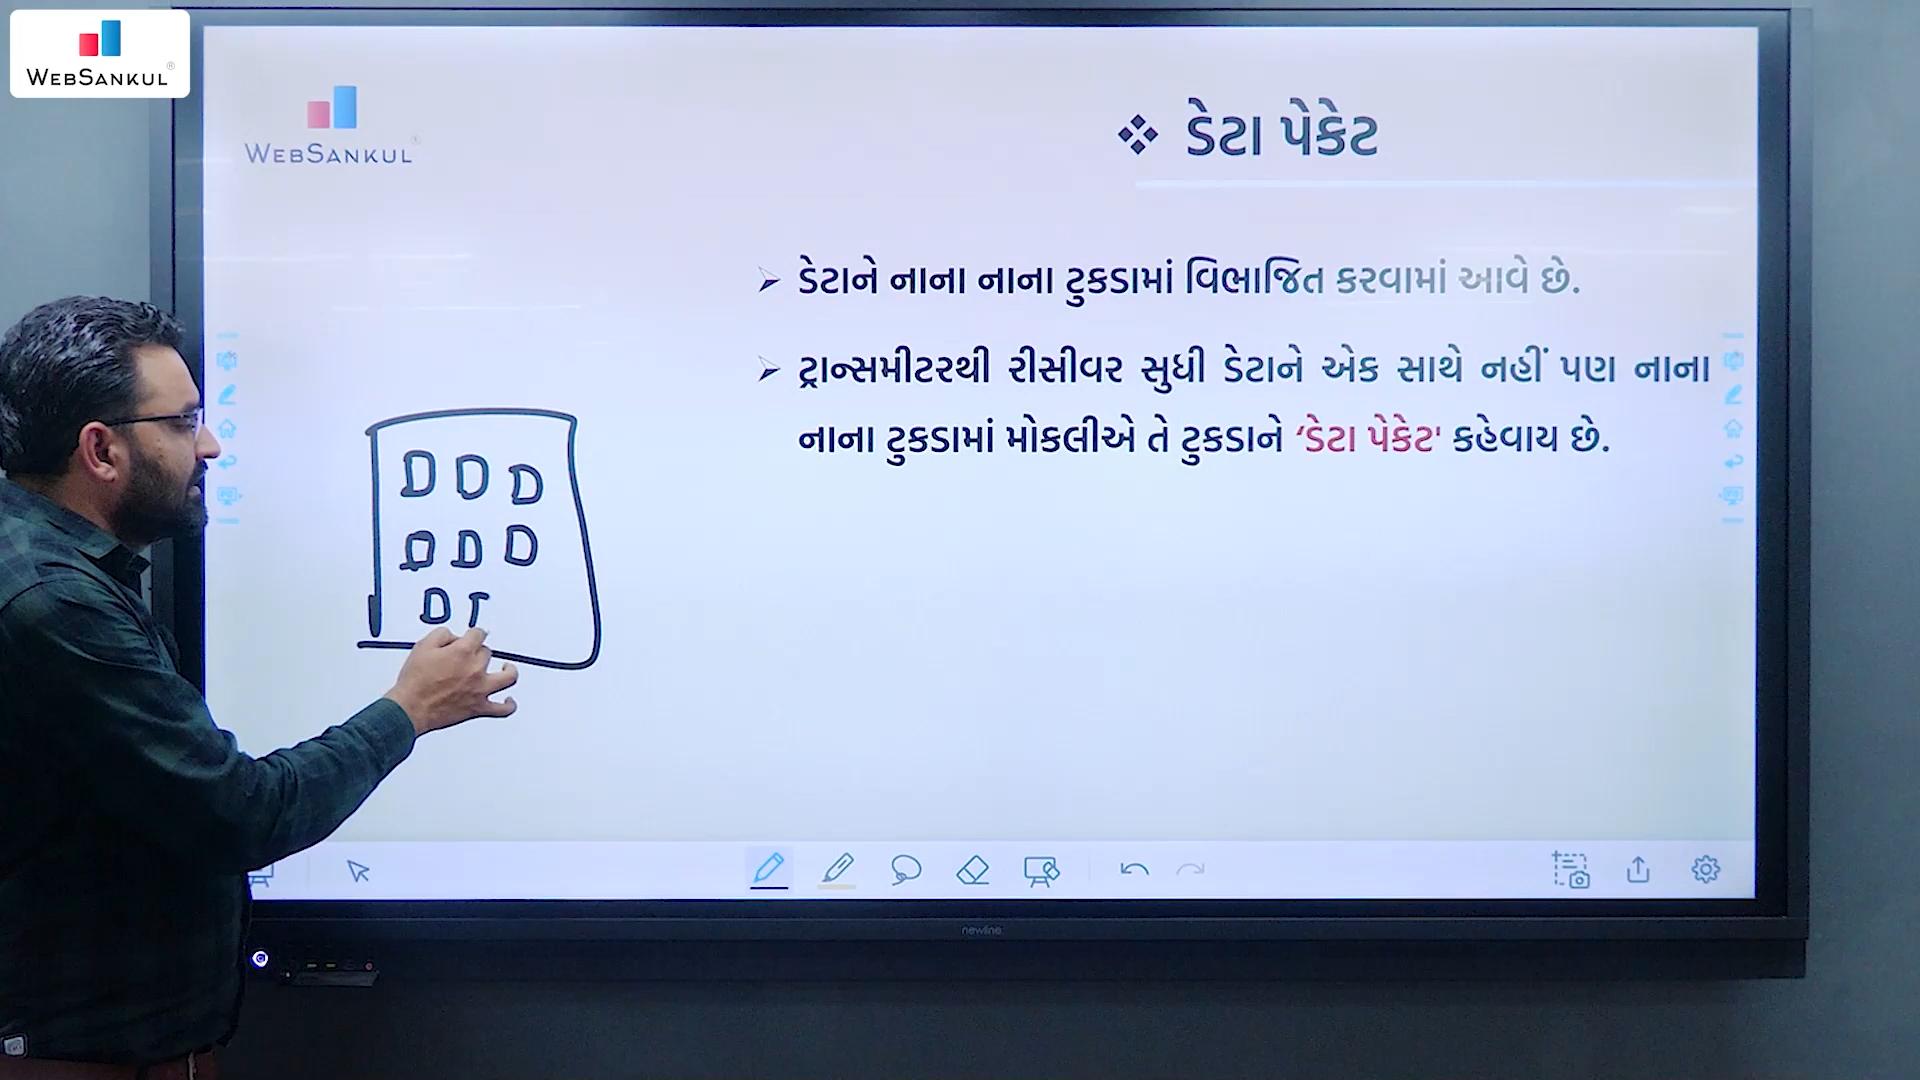 WEBSANKUL
WEBSANKUL
❖ ડેટા પેકેટ
➢ ડેટાને નાના નાના ટુકડામાં વિભાજિત કરવામાં આવે છે.
➢ ટ્રાન્સમીટરથી રીસીવર સુધી ડેટાને એક સાથે નહીં પણ નાના
નાના ટુકડામાં મોકલીએ તે ટુકડાને ‘ડેટા પેકેટ' કહેવાય છે.
D D D
D D D
D
newline